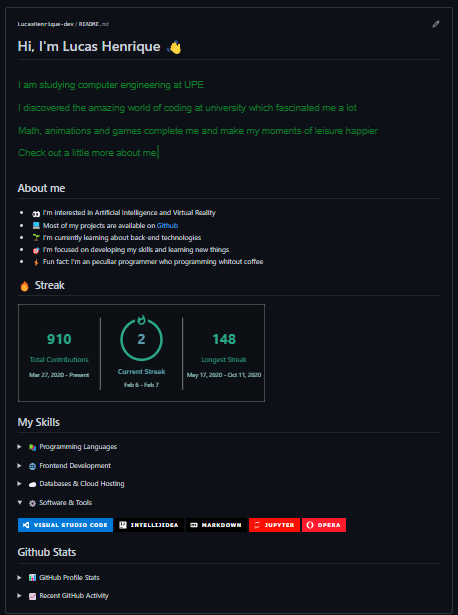 LucasHenrique-dev / README.md
Hi, I'm Lucas Henrique
I am studying computer engineering at UPE
I discovered the amazing world of coding at university which fascinated me a lot
Math, animations and games complete me and make my moments of leisure happier
Check out a little more about me
About me
I'm interested in Artificial Intelligence and Virtual Reality
Most of my projects are available on Github
I'm currently learning about back-end technologies
I'm focused on developing my skills and learning new things
Fun fact: I'm an peculiar programmer who programming whitout coffee
Streak
910 2 148
Total Contributions Current Streak Longest Streak
Mar 27, 2020 - Present Feb 6 - Feb 7 May 17, 2020 - Oct 11, 2020
My Skills
Programming Languages
Frontend Development
Databases & Cloud Hosting
Software & Tools
VISUAL STUDIO CODE INTELLIJIDEA MARKDOWN JUPYTER OPERA
Github Stats
GitHub Profile Stats
Recent GitHub Activity